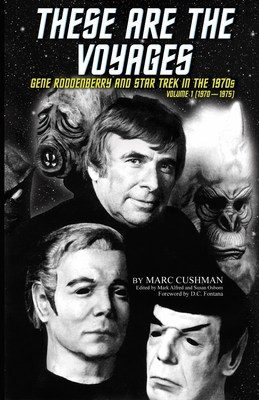 THESE ARE THE
VOYAGES
GENE RODDENBERRY AND STAR TREK IN THE 1970s
VOLUME 1 (1970—1975)
BY MARC CUSHMAN
Edited by Mark Alfred and Susan Osborn
Foreword by D.C. Fontana